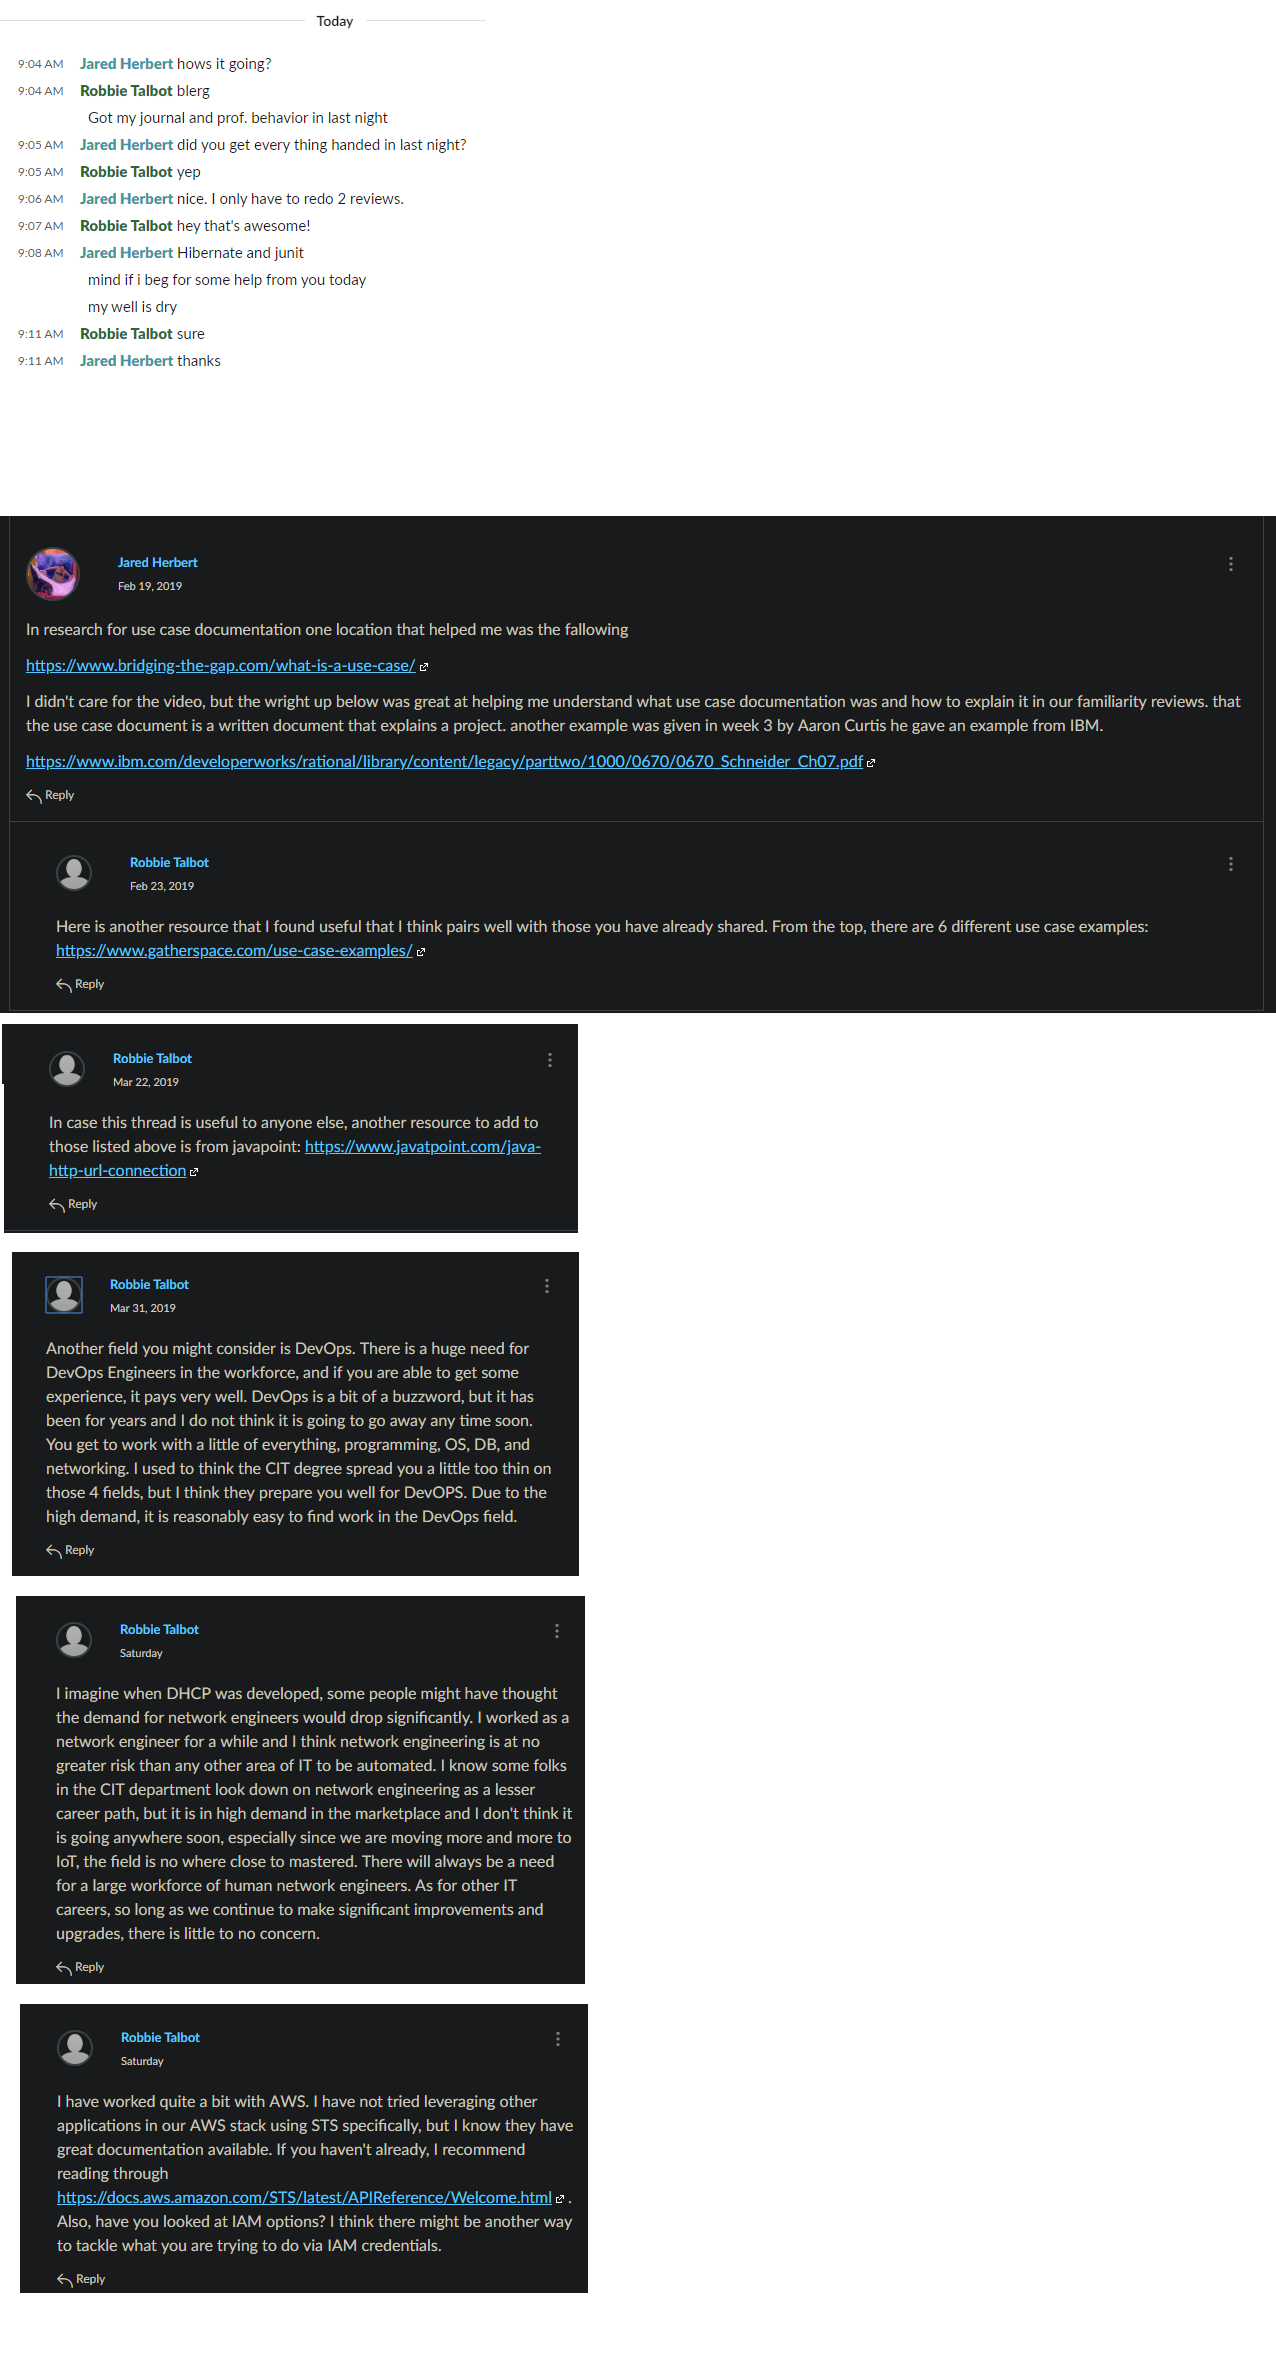 Today
9:04 AM Jared Herbert hows it going?
9:04 AM Robbie Talbot blerg
Got my journal and prof. behavior in last night
9:05 AM Jared Herbert did you get every thing handed in last night?
9:05 AM Robbie Talbot yep
9:06 AM Jared Herbert nice. I only have to redo 2 reviews.
9:07 AM Robbie Talbot hey that's awesome!
9:08 AM Jared Herbert Hibernate and junit
mind if i beg for some help from you today
my well is dry
9:11 AM Robbie Talbot sure
9:11 AM Jared Herbert thanks
Jared Herbert
Feb 19, 2019
In research for use case documentation one location that helped me was the fallowing
https://www.bridging-the-gap.com/what-is-a-use-case/
I didn't care for the video, but the wright up below was great at helping me understand what use case documentation was and how to explain it in our familiarity reviews. that
the use case document is a written document that explains a project. another example was given in week 3 by Aaron Curtis he gave an example from IBM.
https://www.ibm.com/developerworks/rational/library/content/legacy/parttwo/1000/0670/0670_Schneider_Ch07.pdf
Reply
Robbie Talbot
Feb 23, 2019
Here is another resource that I found useful that I think pairs well with those you have already shared. From the top, there are 6 different use case examples:
https://www.gatherspace.com/use-case-examples/
Reply
Robbie Talbot
Mar 22, 2019
In case this thread is useful to anyone else, another resource to add to
those listed above is from javapoint: https://www.javatpoint.com/java-
http-url-connection
Reply
Robbie Talbot
Mar 31, 2019
Another field you might consider is DevOps. There is a huge need for
DevOps Engineers in the workforce, and if you are able to get some
experience, it pays very well. DevOps is a bit of a buzzword, but it has
been for years and I do not think it is going to go away any time soon.
You get to work with a little of everything, programming, OS, DB, and
networking. I used to think the CIT degree spread you a little too thin on
those 4 fields, but I think they prepare you well for DevOPS. Due to the
high demand, it is reasonably easy to find work in the DevOps field.
Reply
Robbie Talbot
Saturday
I imagine when DHCP was developed, some people might have thought
the demand for network engineers would drop significantly. I worked as a
network engineer for a while and I think network engineering is at no
greater risk than any other area of IT to be automated. I know some folks
in the CIT department look down on network engineering as a lesser
career path, but it is in high demand in the marketplace and I don't think it
is going anywhere soon, especially since we are moving more and more to
IoT, the field is no where close to mastered. There will always be a need
for a large workforce of human network engineers. As for other IT
careers, so long as we continue to make significant improvements and
upgrades, there is little to no concern.
Reply
Robbie Talbot
Saturday
I have worked quite a bit with AWS. I have not tried leveraging other
applications in our AWS stack using STS specifically, but I know they have
great documentation available. If you haven't already, I recommend
reading through
https://docs.aws.amazon.com/STS/latest/APIReference/Welcome.html .
Also, have you looked at IAM options? I think there might be another way
to tackle what you are trying to do via IAM credentials.
Reply